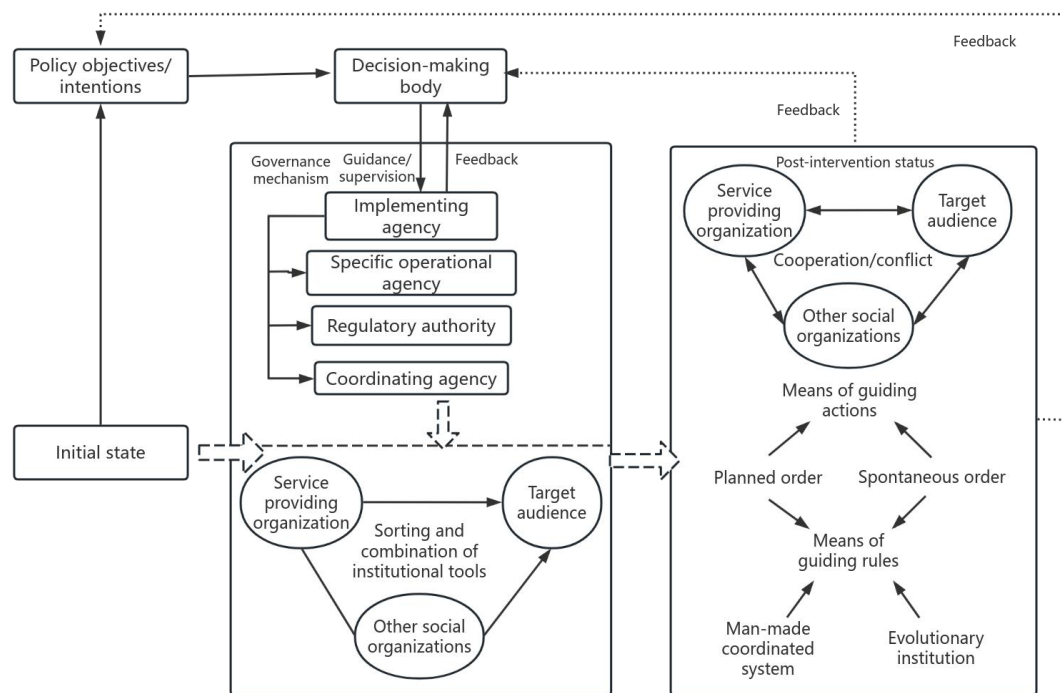 Feedback
Policy objectives/
intentions
Decision-making
body
Feedback
Governance
mechanism
Guidance/
supervision
Feedback
Implementing
agency
Specific operational
agency
Regulatory authority
Coordinating agency
Initial state
Service
providing
organization
Target
audience
Sorting and
combination of
institutional tools
Other social
organizations
Post-intervention status
Service
providing
organization
Target
audience
Cooperation/conflict
Other social
organizations
Means of guiding
actions
Planned order
Spontaneous order
Means of
guiding rules
Man-made
coordinated
system
Evolutionary
institution